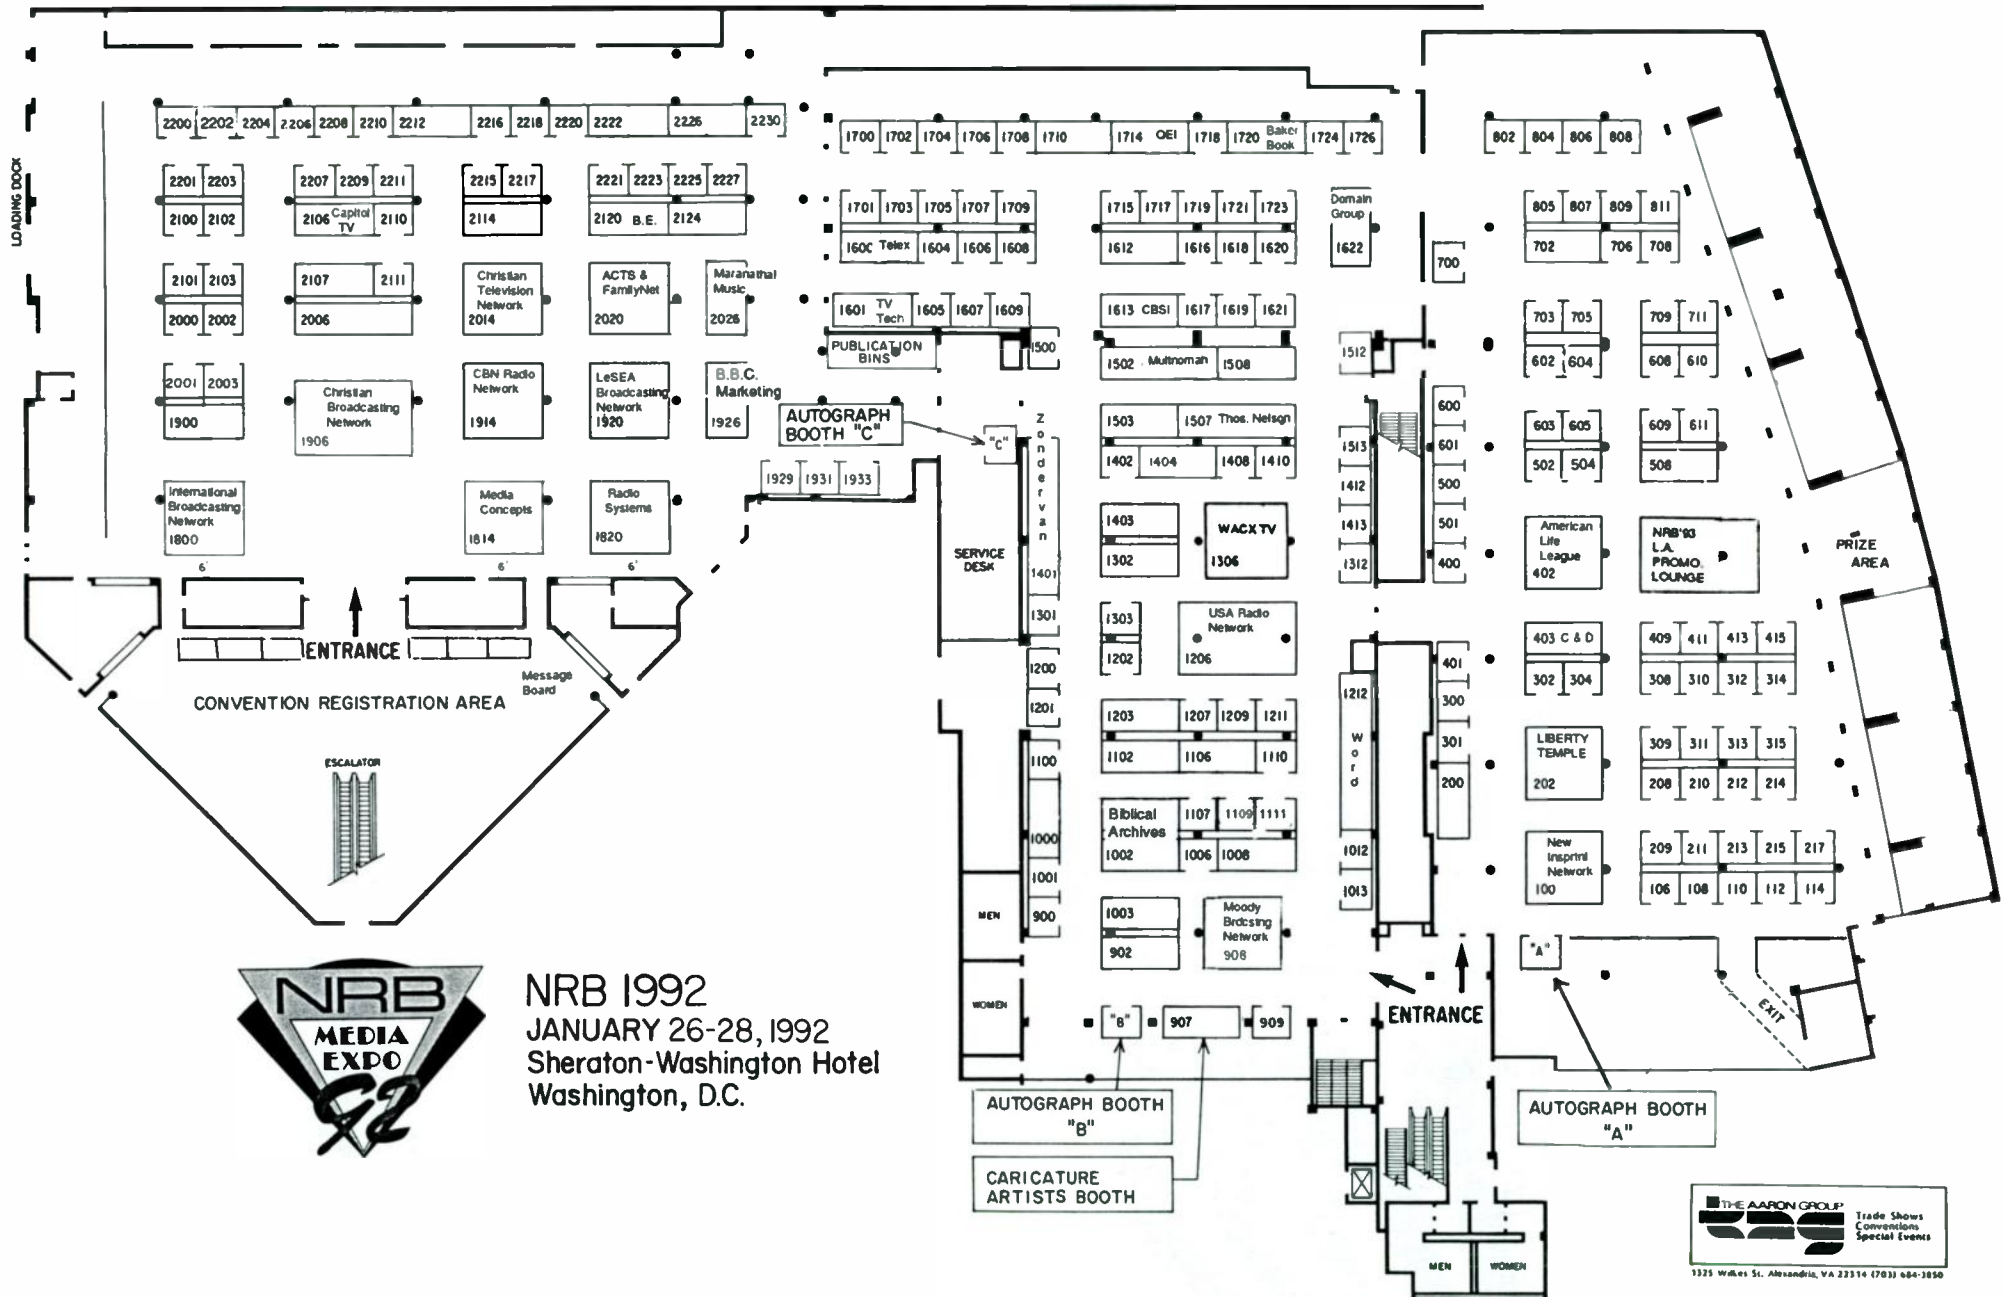 LOADING DOCK
2200 2202 2204 2206 2208 2210 2212 2216 2218 2220 2222 2226 2230
2201 2203 2207 2209 2211 2215 2217 2221 2223 2225 2227
2100 2102 2106 Capitol TV 2110 2114 2120 B.E. 2124
2101 2103 2107 2111
2000 2002 2006
Christian
Television
Network
2014
ACTS &
FamilyNet
2020
Maranathal
Music
2026
2001 2003
1900
Christian
Broadcasting
Network
1906
CBN Radio
Network
1914
LeSEA
Broadcasting
Network
1920
B.B.C.
Marketing
1926
International
Broadcasting
Network
1800
Media
Concepts
1814
Radio
Systems
1820
1929 1931 1933
6' 6' 6'
ENTRANCE
Message
Board
CONVENTION REGISTRATION AREA
ESCALATOR
1700 1702 1704 1706 1708 1710 1714 QEI 1718 1720 Baker Book 1724 1726
1701 1703 1705 1707 1709 1715 1717 1719 1721 1723
1600 Telex 1604 1606 1608 1612 1616 1618 1620
Domain
Group
1622
1601 TV Tech 1605 1607 1609 1613 CBSI 1617 1619 1621
PUBLICATION
BINS
1500
1502 Multnomah 1508
1512
AUTOGRAPH
BOOTH "C"
"C"
Zondervan
1401
1301
1503 1507 Thos. Nelson
1402 1404 1408 1410
1513
1412
1413
1312
1403
1302
WACX TV
1306
SERVICE
DESK
1303
1202
USA Radio
Network
1206
1200
1201
1100
1000
1001
900
1203 1207 1209 1211
1102 1106 1110
1212
Word
1012
1013
Biblical
Archives
1002
1107 1109 1111
1006 1008
1003
902
Moody
Brdcstng
Network
908
MEN
WOMEN
"B" 907 909
AUTOGRAPH BOOTH
"B"
CARICATURE
ARTISTS BOOTH
802 804 806 808
805 807 809 811
702 706 708
700
703 705 709 711
602 604 608 610
600
601
500
501
400
603 605 609 611
502 504 508
American
Life
League
402
NRB'93
L.A.
PROMO.
LOUNGE
PRIZE
AREA
401
300
301
200
403 C & D 409 411 413 415
302 304 308 310 312 314
LIBERTY
TEMPLE
202
309 311 313 315
208 210 212 214
New
Insprinl
Network
100
209 211 213 215 217
106 108 110 112 114
"A"
EXIT
ENTRANCE
AUTOGRAPH BOOTH
"A"
MEN WOMEN
NRB
MEDIA
EXPO
92
NRB 1992
JANUARY 26-28, 1992
Sheraton-Washington Hotel
Washington, D.C.
THE AARON GROUP
Trade Shows
Conventions
Special Events
1325 Wilkes St. Alexandria, VA 22314 (703) 684-3850